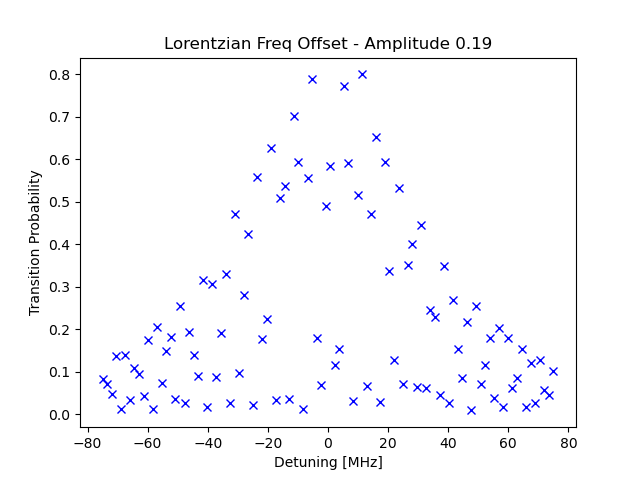 Lorentzian Freq Offset - Amplitude 0.19
0.8
0.7
0.6
0.5
0.4
0.3
0.2
0.1
0.0
Transition Probability
−80 −60 −40 −20 0 20 40 60 80
Detuning [MHz]